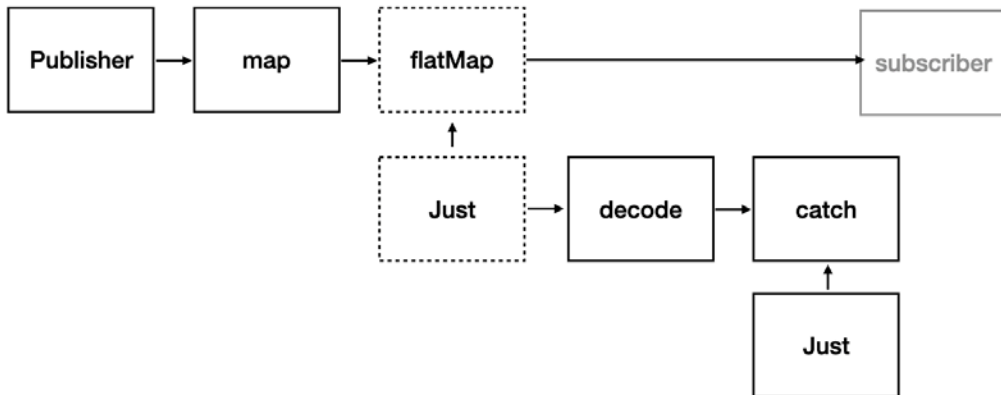 Publisher
map
flatMap
subscriber
Just
decode
catch
Just